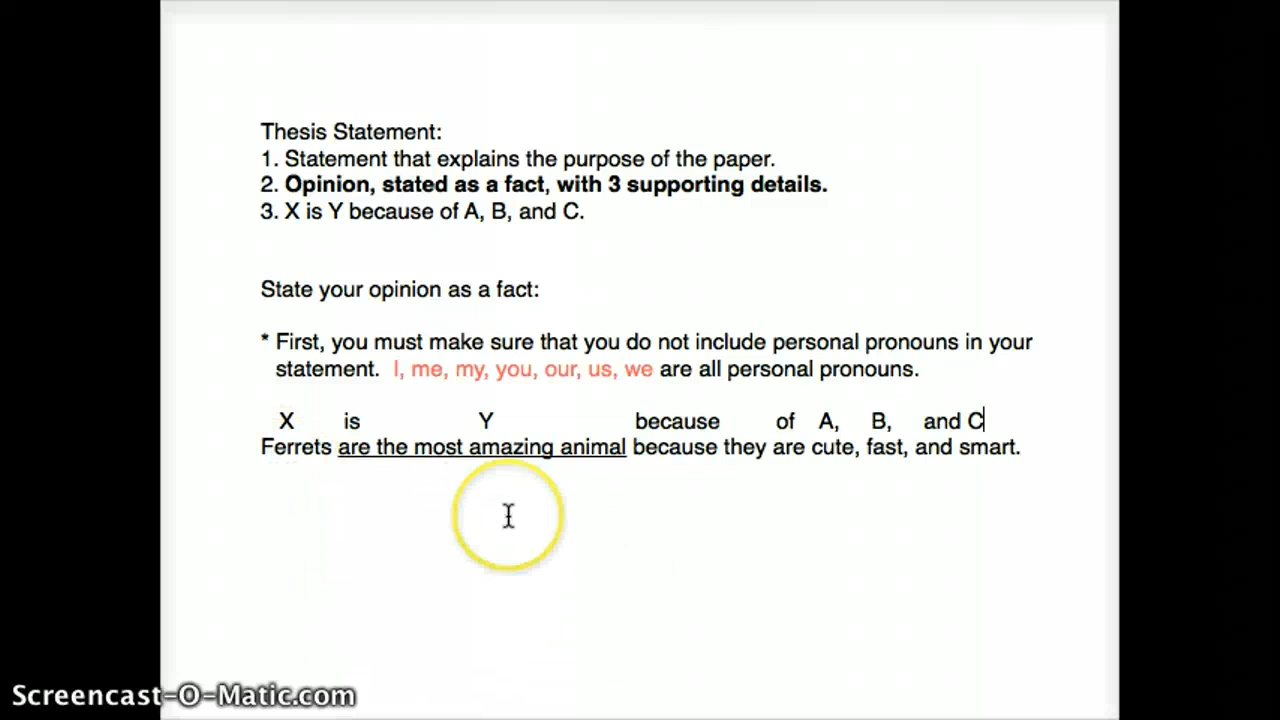 Thesis Statement:
1. Statement that explains the purpose of the paper.
2. Opinion, stated as a fact, with 3 supporting details.
3. X is Y because of A, B, and C.
State your opinion as a fact:
* First, you must make sure that you do not include personal pronouns in your
statement. I, me, my, you, our, us, we are all personal pronouns.
X is Y because of A, B, and C
Ferrets are the most amazing animal because they are cute, fast, and smart.
Screencast-O-Matic.com